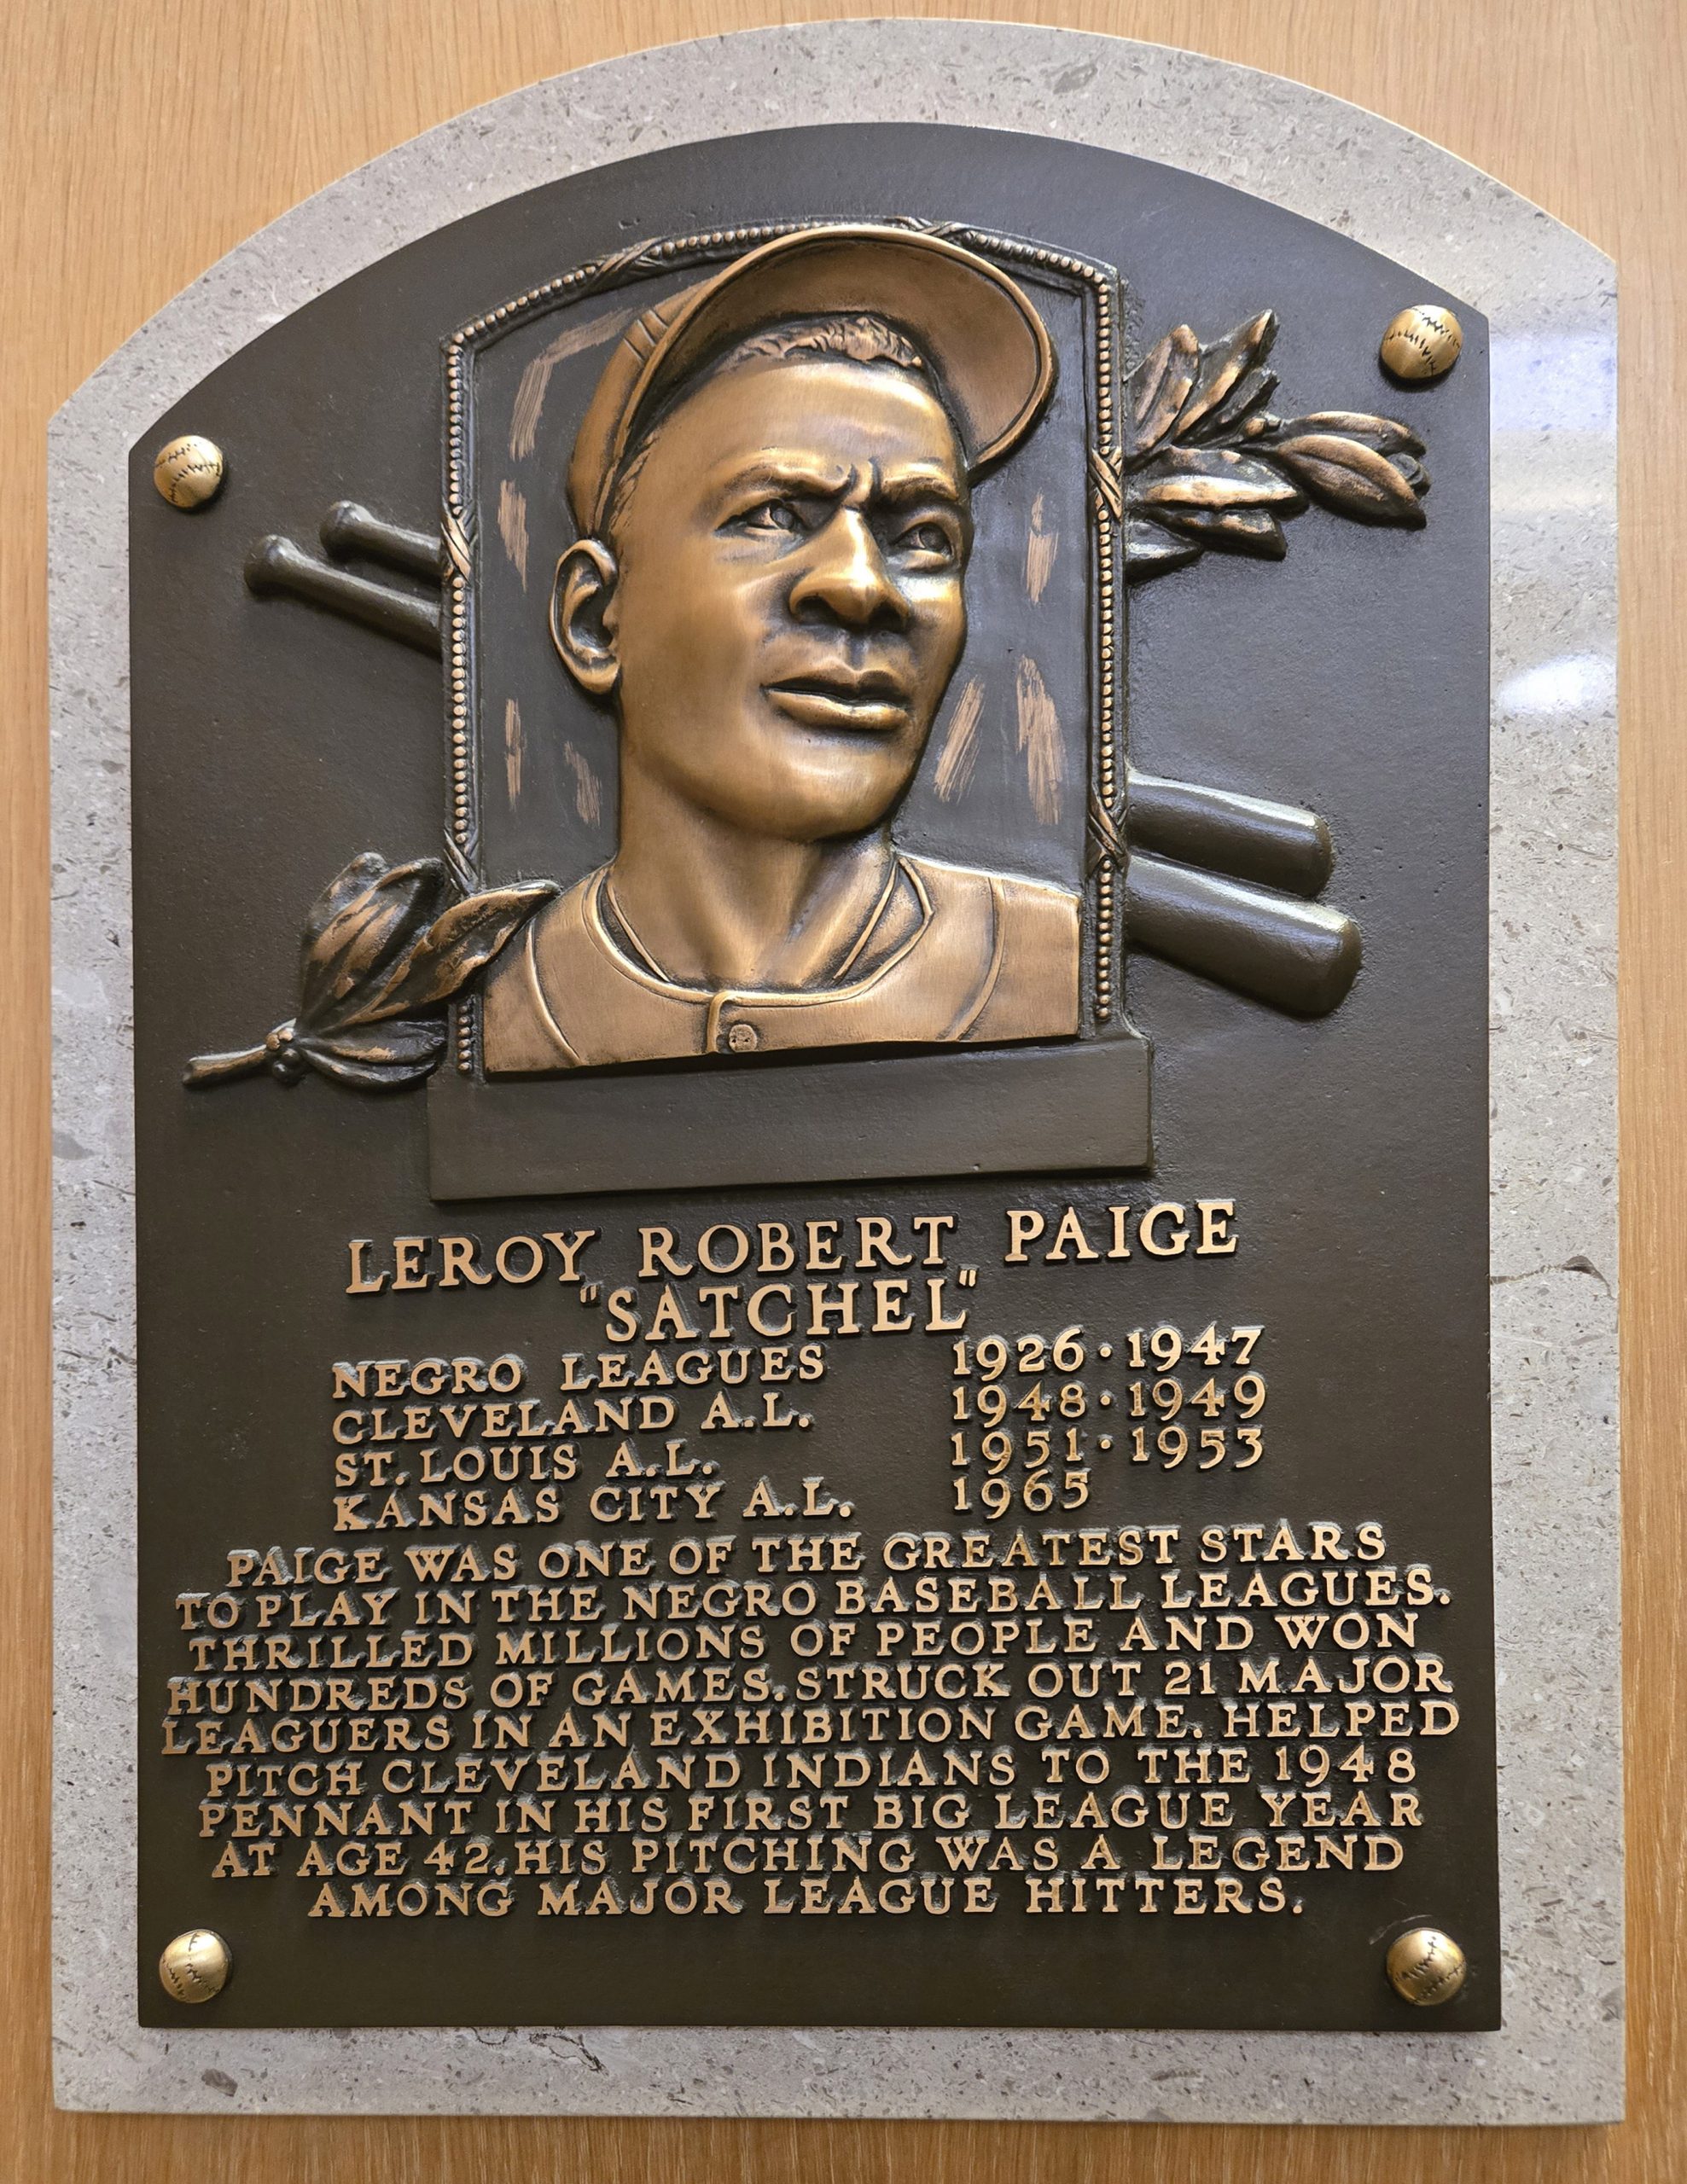 LEROY ROBERT PAIGE
"SATCHEL"
NEGRO LEAGUES 1926·1947
CLEVELAND A.L. 1948·1949
ST. LOUIS A.L. 1951·1953
KANSAS CITY A.L. 1965
PAIGE WAS ONE OF THE GREATEST STARS
TO PLAY IN THE NEGRO BASEBALL LEAGUES.
THRILLED MILLIONS OF PEOPLE AND WON
HUNDREDS OF GAMES. STRUCK OUT 21 MAJOR
LEAGUERS IN AN EXHIBITION GAME. HELPED
PITCH CLEVELAND INDIANS TO THE 1948
PENNANT IN HIS FIRST BIG LEAGUE YEAR
AT AGE 42. HIS PITCHING WAS A LEGEND
AMONG MAJOR LEAGUE HITTERS.